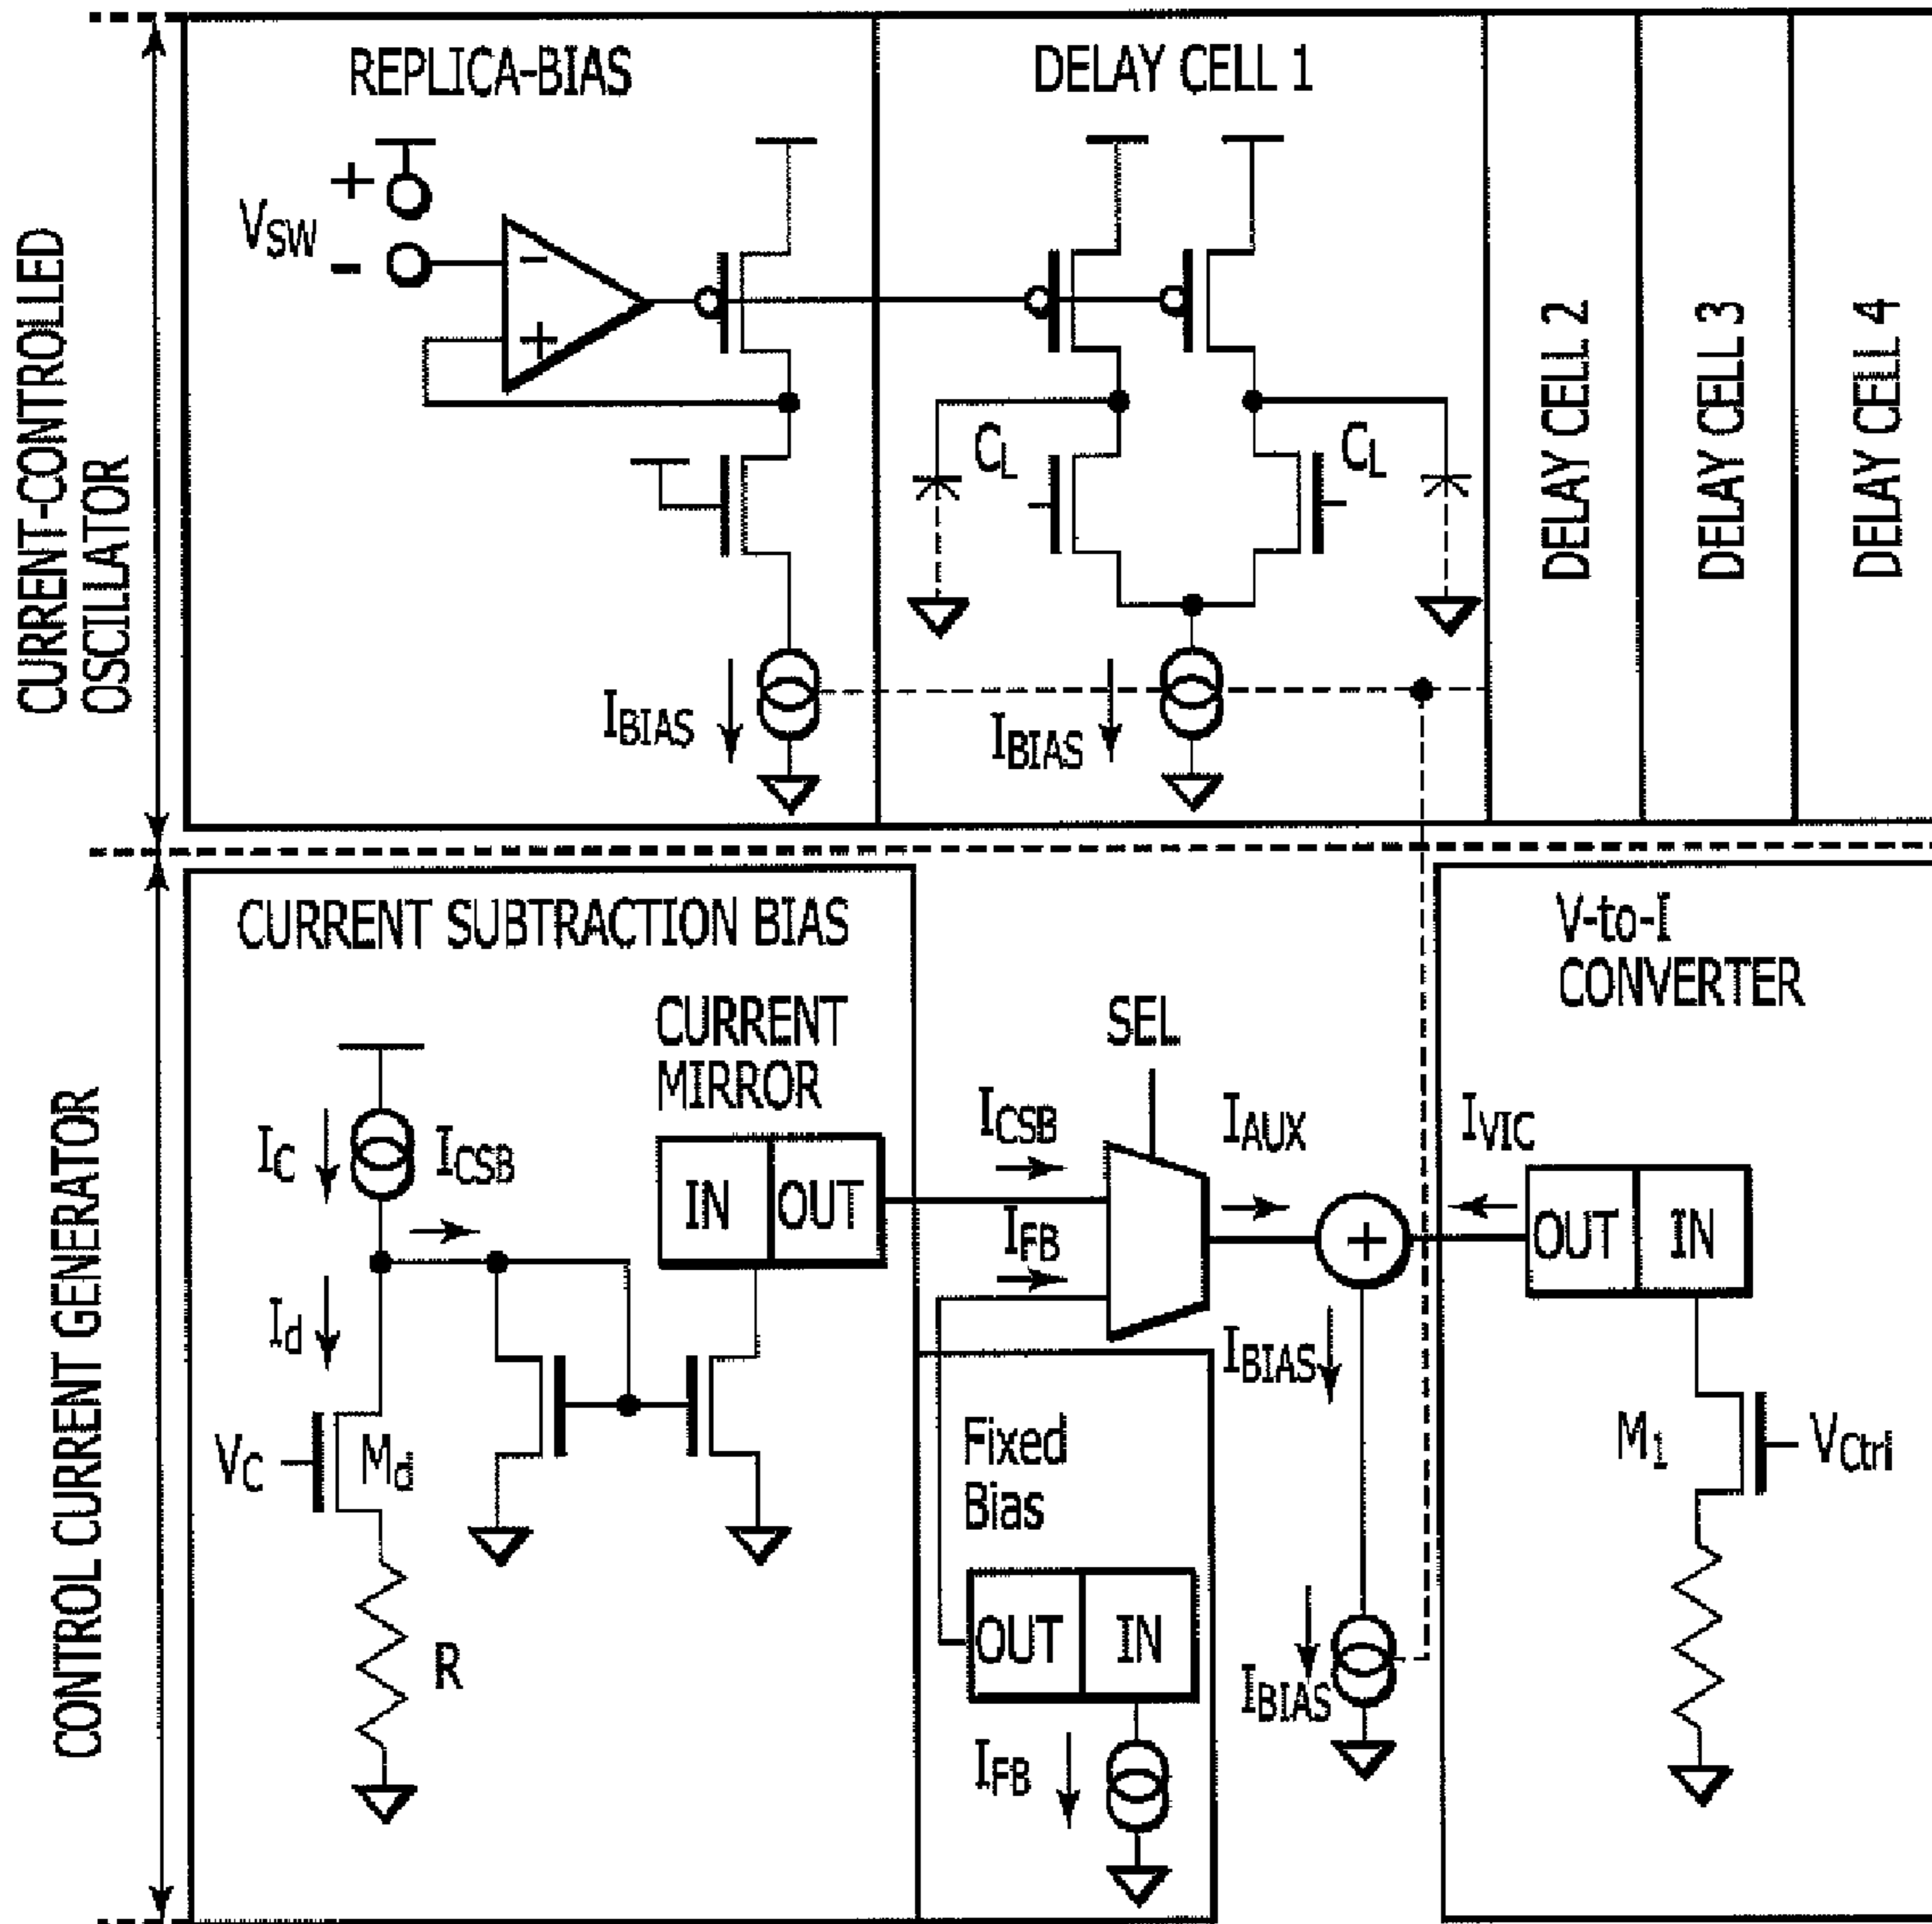 CURRENT-CONTROLLED
OSCILLATOR
REPLICA-BIAS
+
VSW
-
-
+
IBIAS
DELAY CELL 1
CL
CL
IBIAS
DELAY CELL 2
DELAY CELL 3
DELAY CELL 4
CONTROL CURRENT GENERATOR
CURRENT SUBTRACTION BIAS
CURRENT
MIRROR
IC
ICSB
IN
OUT
Id
VC
Md
R
SEL
ICSB
IFB
IAUX
+
IVIC
IBIAS
Fixed
Bias
OUT
IN
IFB
IBIAS
V-to-I
CONVERTER
OUT
IN
M1
VCtrl